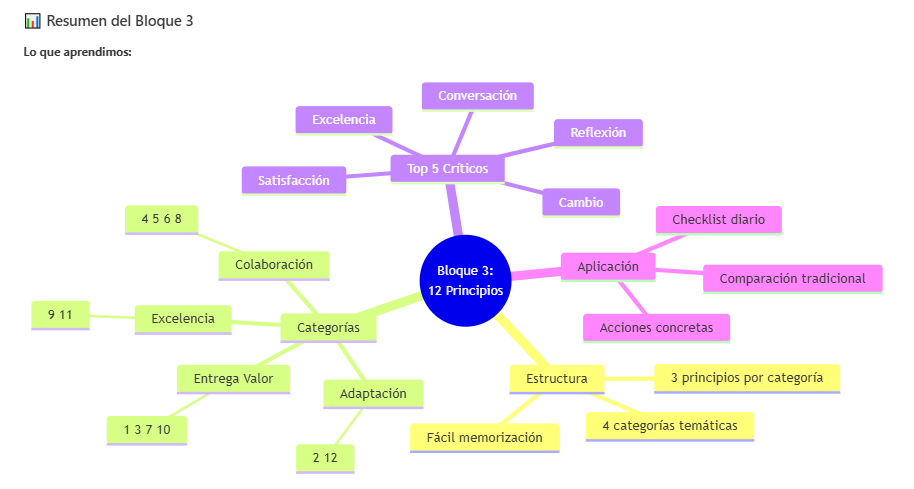 📊 Resumen del Bloque 3
Lo que aprendimos:
Conversación
Excelencia
Reflexión
Top 5 Críticos
Satisfacción
Cambio
4 5 6 8
Checklist diario
Colaboración
Bloque 3:
12 Principios
Aplicación
Comparación tradicional
9 11
Excelencia
Categorías
Acciones concretas
Entrega Valor
Adaptación
Estructura
3 principios por categoría
1 3 7 10
Fácil memorización
4 categorías temáticas
2 12